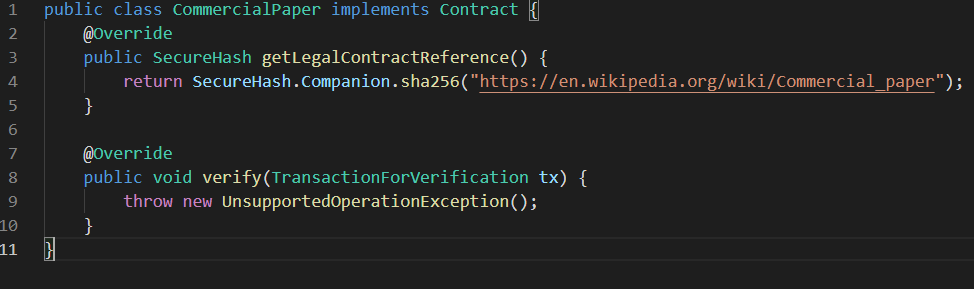 1 public class CommercialPaper implements Contract {
2 @Override
3 public SecureHash getLegalContractReference() {
4 return SecureHash.Companion.sha256("https://en.wikipedia.org/wiki/Commercial_paper");
5 }
6
7 @Override
8 public void verify(TransactionForVerification tx) {
9 throw new UnsupportedOperationException();
10 }
11 }